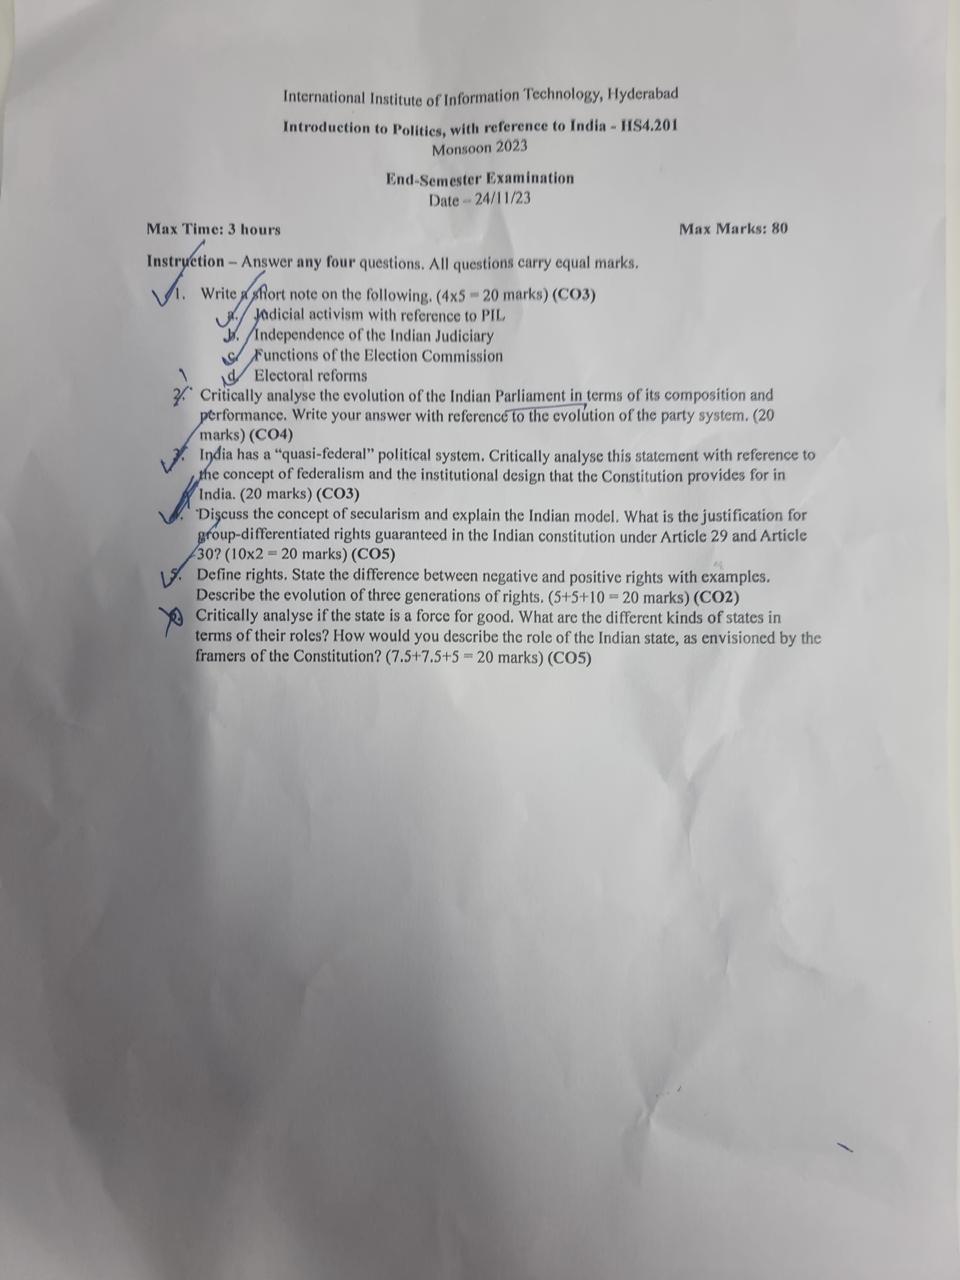 International Institute of Information Technology, Hyderabad
Introduction to Politics, with reference to India - HS4.201
Monsoon 2023
End-Semester Examination
Date – 24/11/23
Max Time: 3 hours Max Marks: 80
Instruction – Answer any four questions. All questions carry equal marks.
1. Write a short note on the following. (4x5 = 20 marks) (CO3)
a. Judicial activism with reference to PIL
b. Independence of the Indian Judiciary
c. Functions of the Election Commission
d. Electoral reforms
2. Critically analyse the evolution of the Indian Parliament in terms of its composition and
performance. Write your answer with reference to the evolution of the party system. (20
marks) (CO4)
3. India has a “quasi-federal” political system. Critically analyse this statement with reference to
the concept of federalism and the institutional design that the Constitution provides for in
India. (20 marks) (CO3)
4. Discuss the concept of secularism and explain the Indian model. What is the justification for
group-differentiated rights guaranteed in the Indian constitution under Article 29 and Article
30? (10x2 = 20 marks) (CO5)
5. Define rights. State the difference between negative and positive rights with examples.
Describe the evolution of three generations of rights. (5+5+10 = 20 marks) (CO2)
Critically analyse if the state is a force for good. What are the different kinds of states in
terms of their roles? How would you describe the role of the Indian state, as envisioned by the
framers of the Constitution? (7.5+7.5+5 = 20 marks) (CO5)